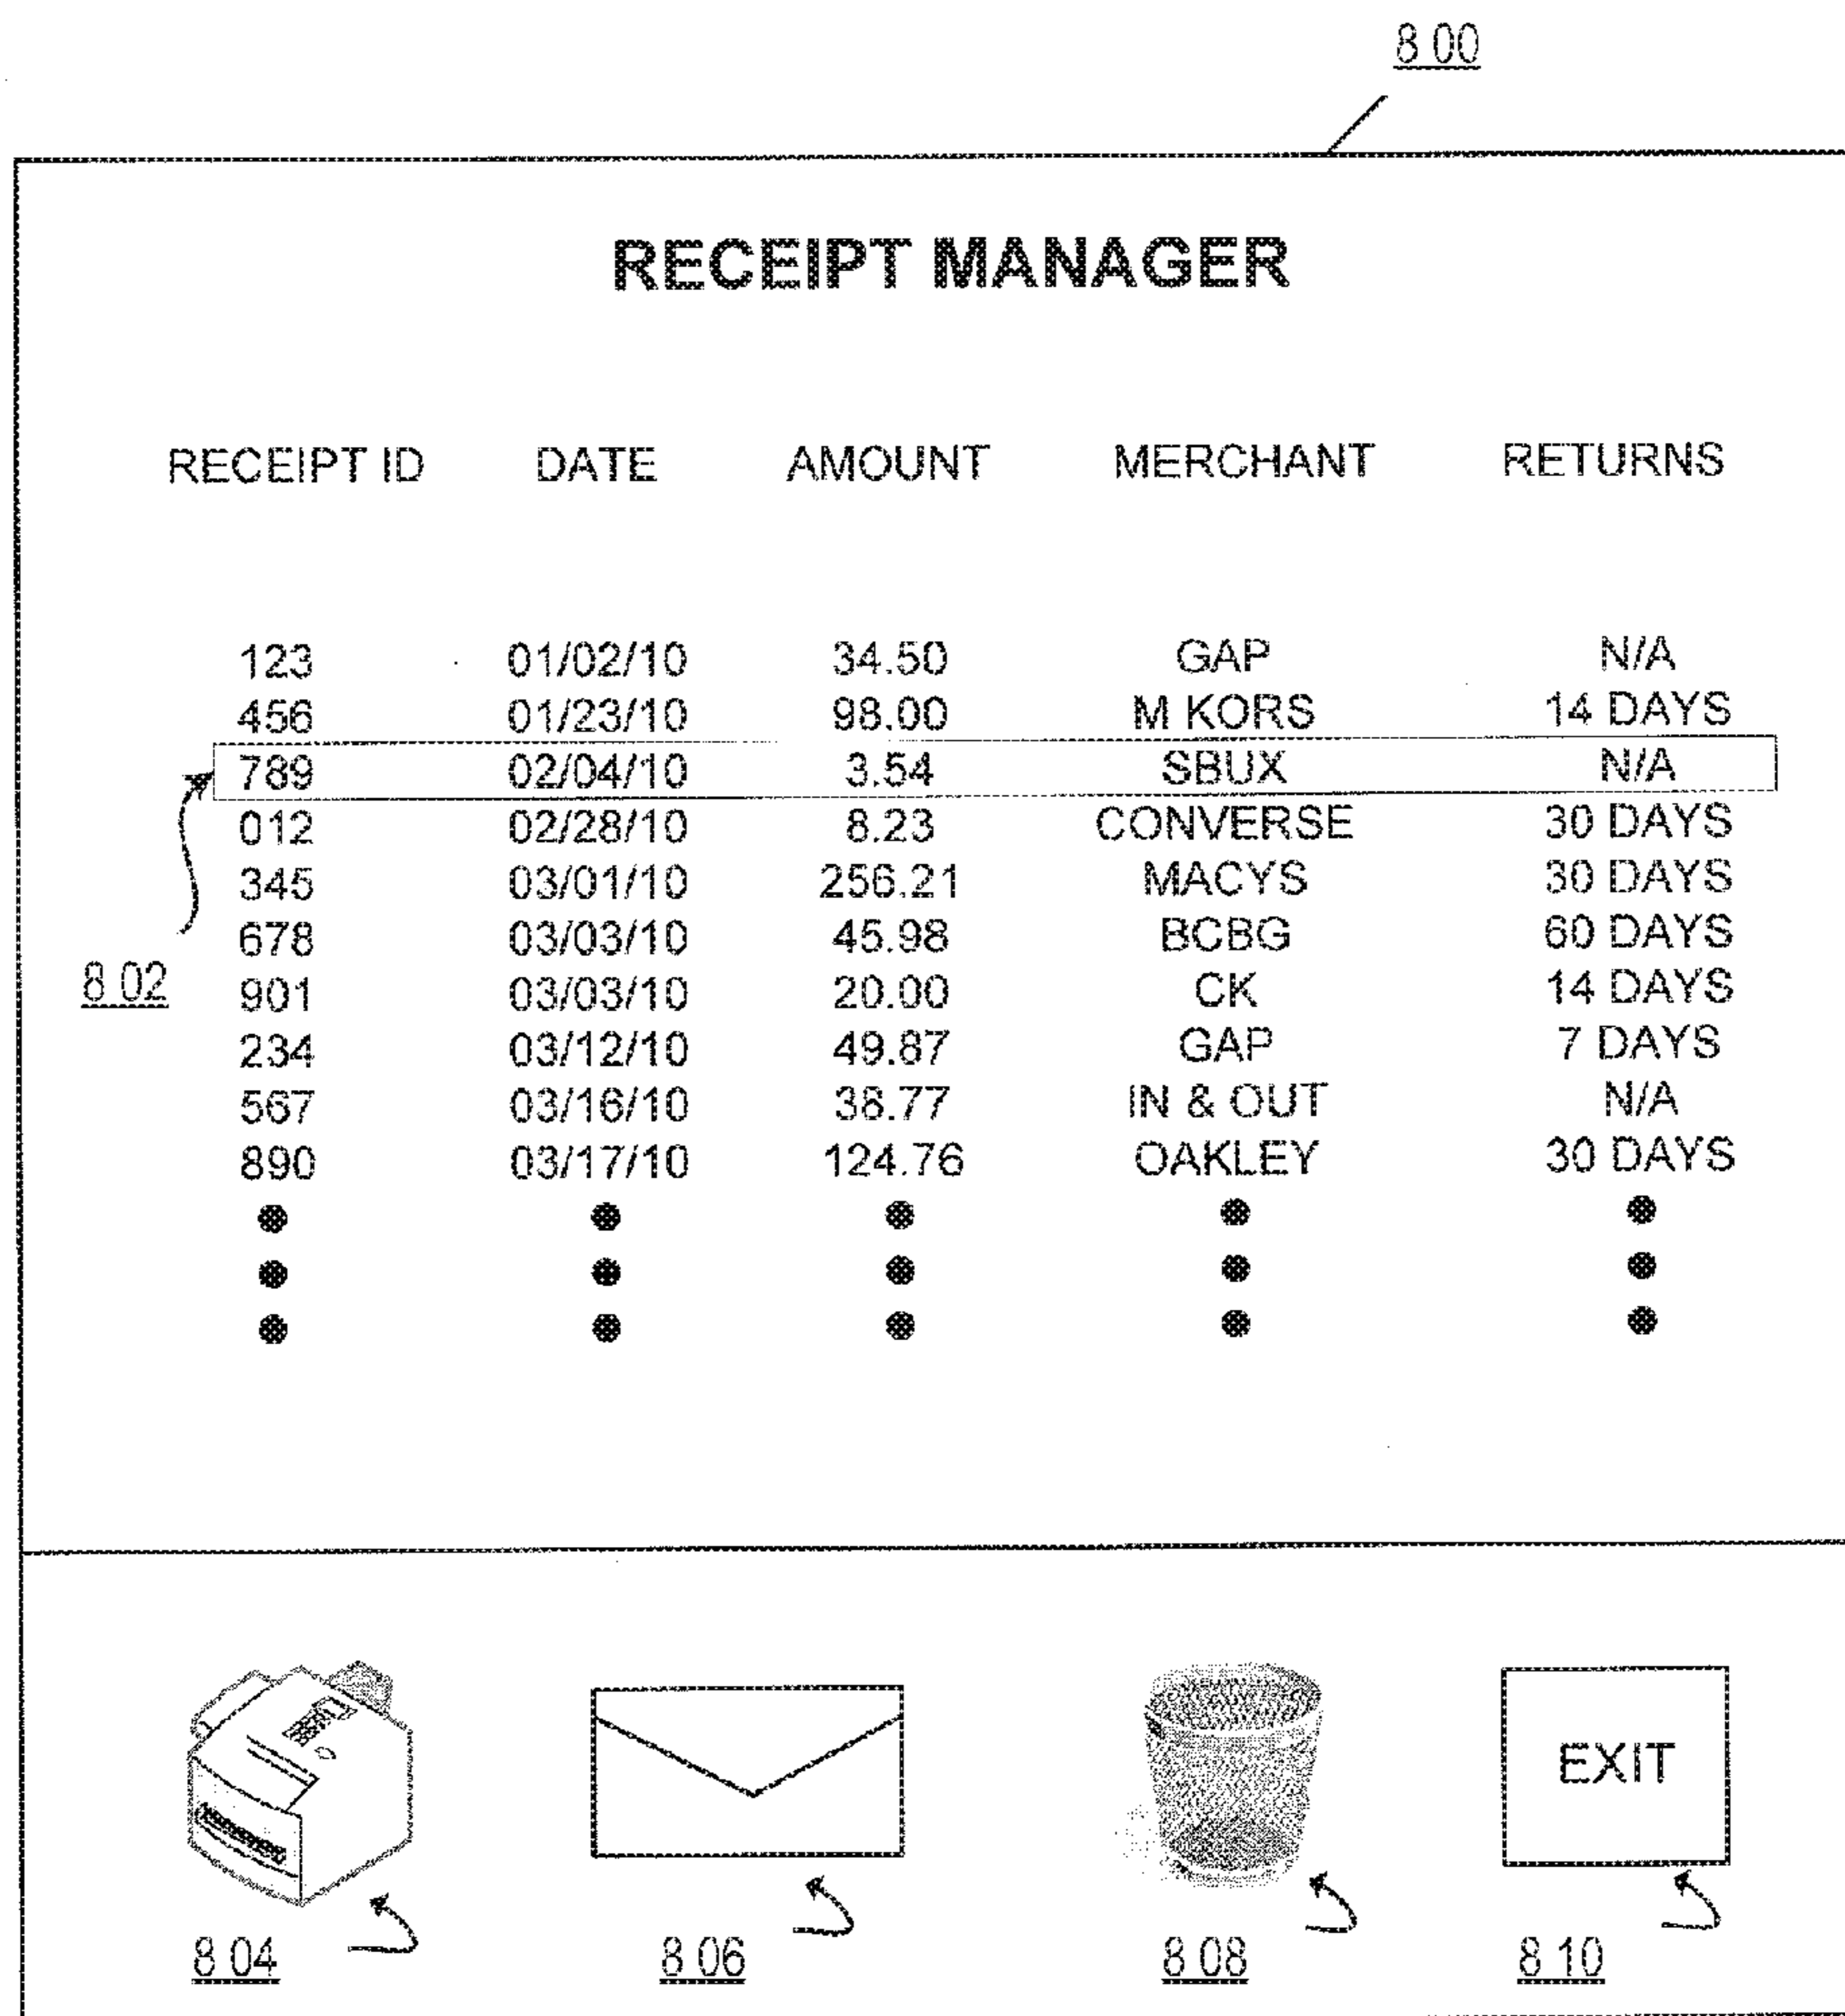 8 00
RECEIPT MANAGER
RECEIPT ID DATE AMOUNT MERCHANT RETURNS
123 01/02/10 34.50 GAP N/A
456 01/23/10 98.00 M KORS 14 DAYS
789 02/04/10 3.54 SBUX N/A
012 02/28/10 8.23 CONVERSE 30 DAYS
345 03/01/10 256.21 MACYS 30 DAYS
678 03/03/10 45.98 BCBG 60 DAYS
8 02
901 03/03/10 20.00 CK 14 DAYS
234 03/12/10 49.87 GAP 7 DAYS
567 03/16/10 38.77 IN & OUT N/A
890 03/17/10 124.76 OAKLEY 30 DAYS
EXIT
8 04 8 06 8 08 8 10